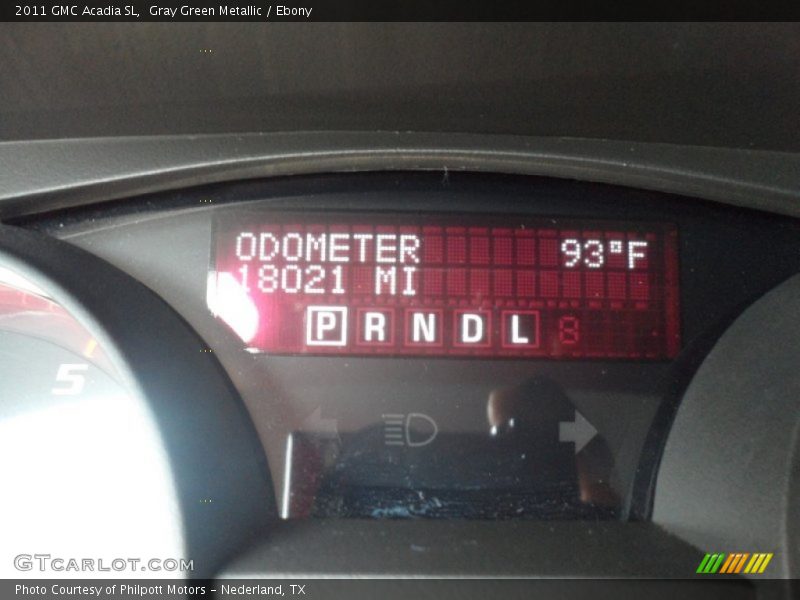 2011 GMC Acadia SL, Gray Green Metallic / Ebony
ODOMETER 93°F
18021 MI
P R N D L
5
GTCARLOT.COM
Photo Courtesy of Philpott Motors - Nederland, TX